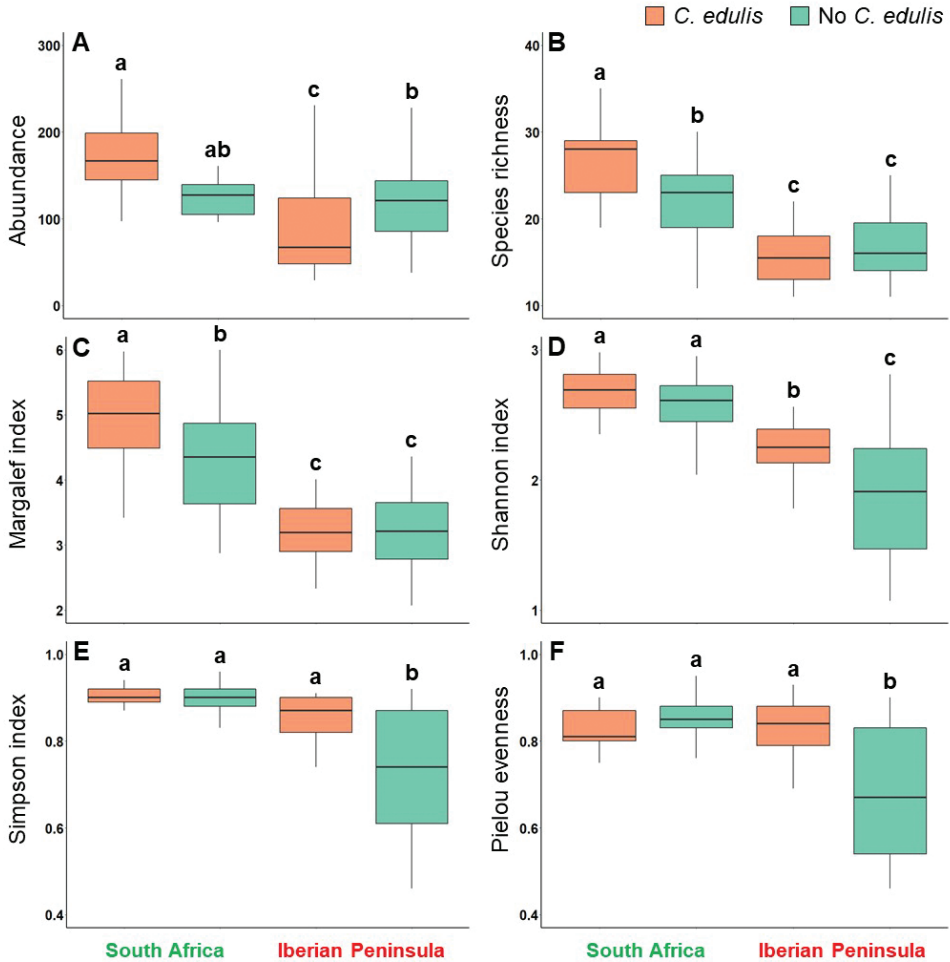 C. edulis No C. edulis
A
Abuundance
300
200
100
0
a
ab
c
b
B
Species richness
40
30
20
10
a
b
c
c
C
Margalef index
6
5
4
3
2
a
b
c
c
D
Shannon index
3
2
1
a
a
b
c
E
Simpson index
1.0
0.8
0.6
0.4
a
a
a
b
F
Pielou evenness
1.0
0.8
0.6
0.4
a
a
a
b
South Africa Iberian Peninsula
South Africa Iberian Peninsula